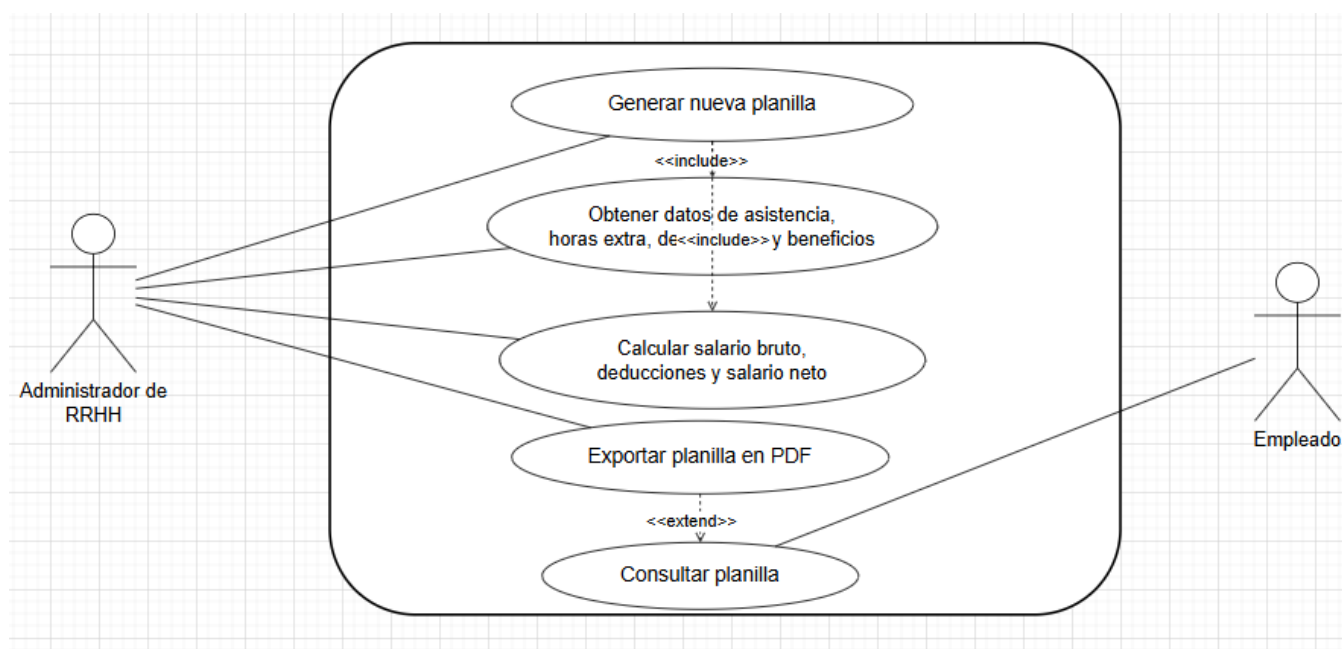 Generar nueva planilla
<<include>>
Obtener datos de asistencia,
horas extra, de<<include>> y beneficios
Calcular salario bruto,
deducciones y salario neto
Administrador de
RRHH
Exportar planilla en PDF
Empleado
<<extend>>
Consultar planilla